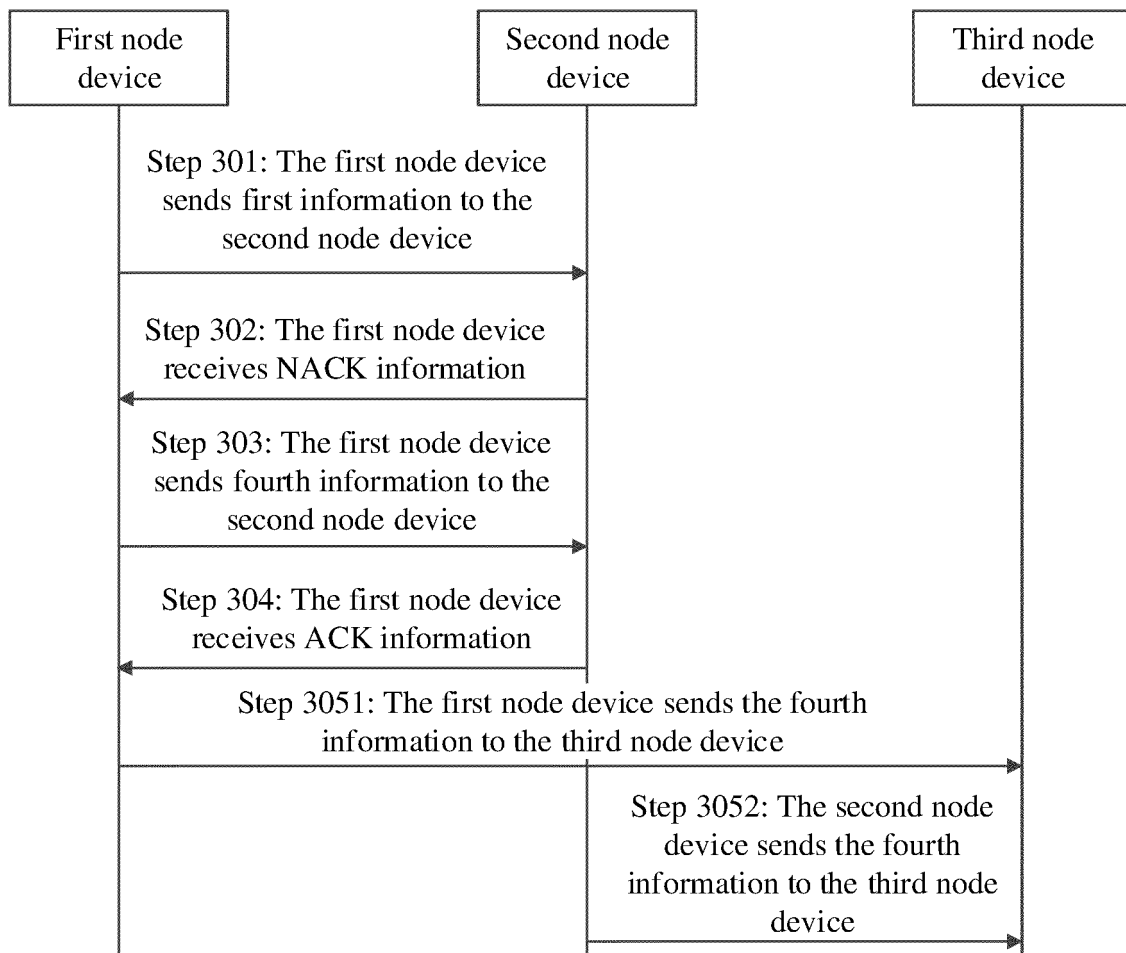 First node
device
Second node
device
Third node
device
Step 301: The first node device
sends first information to the
second node device
Step 302: The first node device
receives NACK information
Step 303: The first node device
sends fourth information to the
second node device
Step 304: The first node device
receives ACK information
Step 3051: The first node device sends the fourth
information to the third node device
Step 3052: The second node
device sends the fourth
information to the third node
device